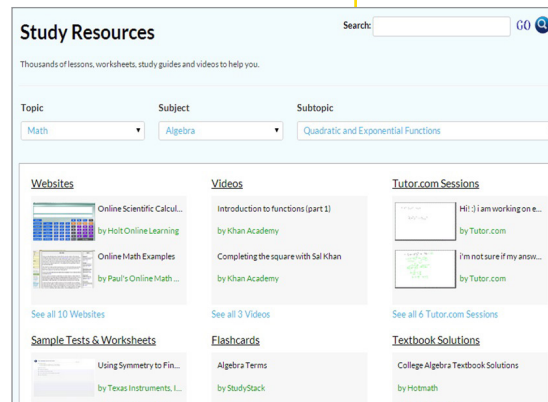 Study Resources
Search:
GO
Thousands of lessons, worksheets, study guides and videos to help you.
Topic
Subject
Subtopic
Math
Algebra
Quadratic and Exponential Functions
Websites
Videos
Tutor.com Sessions
Online Scientific Calcul...
Introduction to functions (part 1)
Hi! :) i am working on e...
by Holt Online Learning
by Khan Academy
by Tutor.com
Online Math Examples
Completing the square with Sal Khan
i'm not sure if my answ...
by Paul's Online Math ...
by Khan Academy
by Tutor.com
See all 10 Websites
See all 3 Videos
See all 6 Tutor.com Sessions
Sample Tests & Worksheets
Flashcards
Textbook Solutions
Using Symmetry to Fin...
Algebra Terms
College Algebra Textbook Solutions
by Texas Instruments, I...
by StudyStack
by Hotmath